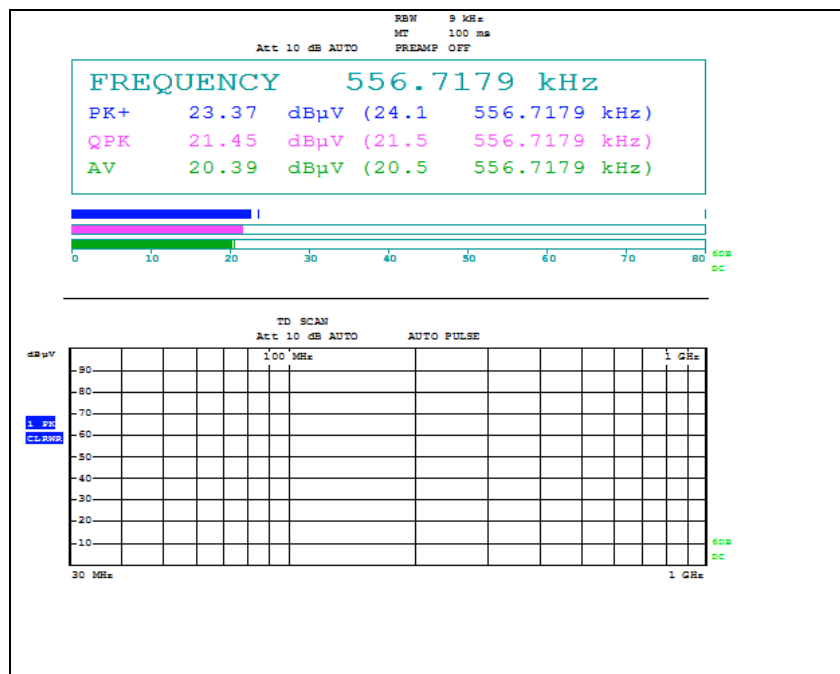 RBW 9 kHz
MT 100 ms
Att 10 dB AUTO PREAMP OFF
FREQUENCY 556.7179 kHz
PK+ 23.37 dBµV (24.1 556.7179 kHz)
QPK 21.45 dBµV (21.5 556.7179 kHz)
AV 20.39 dBµV (20.5 556.7179 kHz)
0 10 20 30 40 50 60 70 80
6DB
DC
TD SCAN
Att 10 dB AUTO AUTO PULSE
dBµV
100 MHz 1 GHz
90
80
70
1 PK
CLRWR
60
50
40
30
20
10
6DB
DC
30 MHz 1 GHz